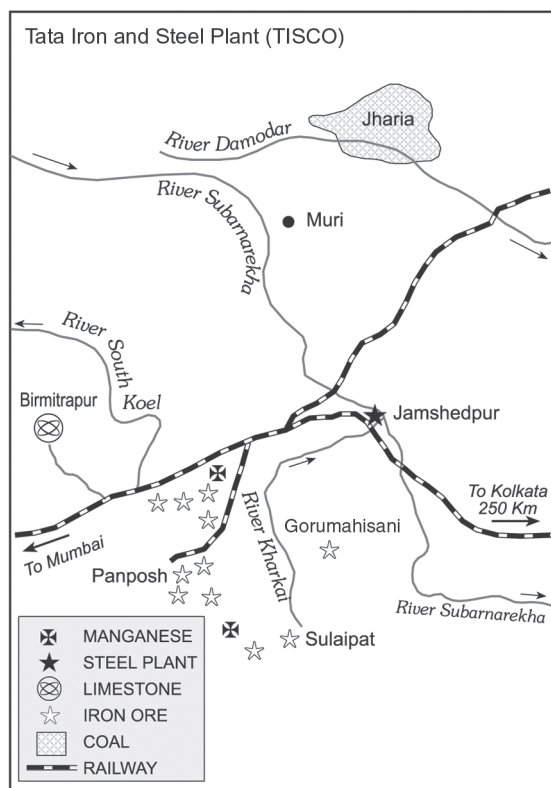 Tata Iron and Steel Plant (TISCO)
Jharia
River Damodar
River Subarnarekha
Muri
River South Koel
Birmitrapur
Jamshedpur
To Kolkata
250 Km
To Mumbai
Gorumahisani
River Kharkai
Panposh
River Subarnarekha
Sulaipat
MANGANESE
STEEL PLANT
LIMESTONE
IRON ORE
COAL
RAILWAY